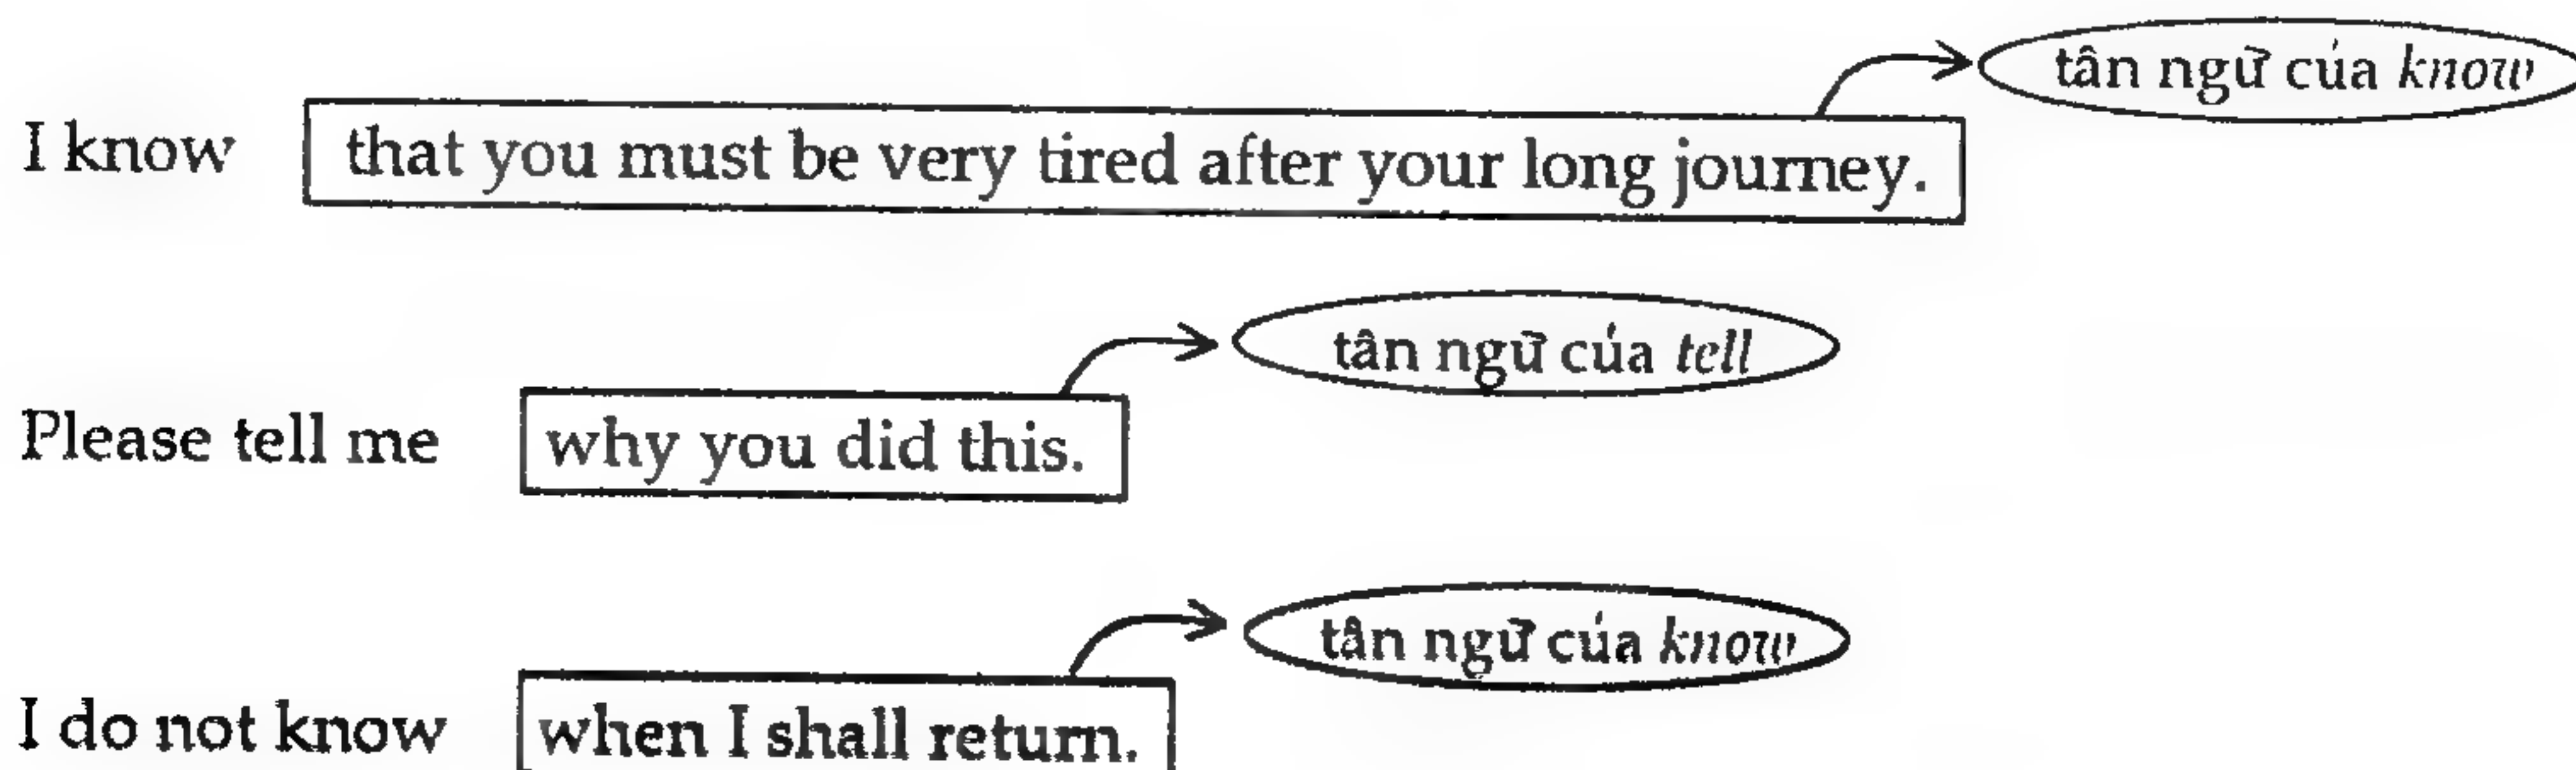 tân ngữ của know
I know that you must be very tired after your long journey.
tân ngữ của tell
Please tell me why you did this.
tân ngữ của know
I do not know when I shall return.